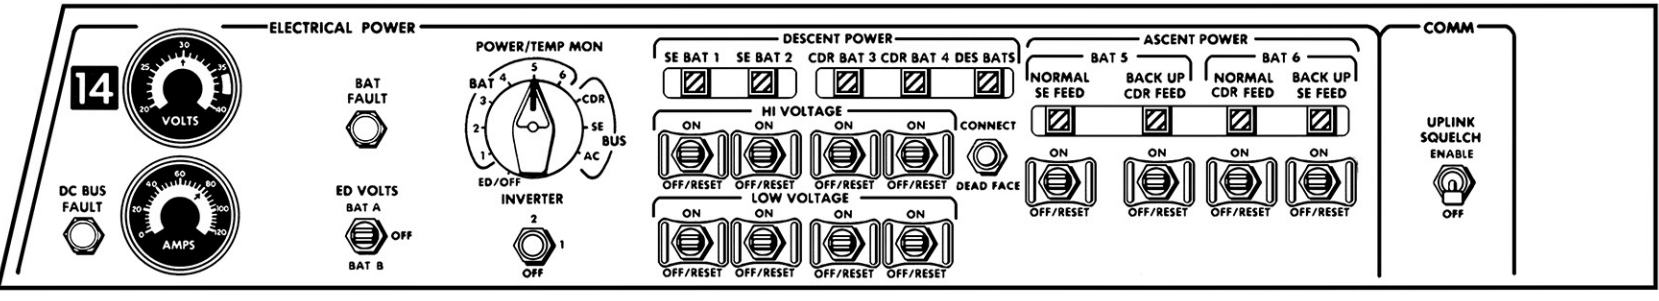 ELECTRICAL POWER
14
20 25 30 35 40
VOLTS
0 20 40 60 80 100 120
AMPS
DC BUS
FAULT
BAT
FAULT
ED VOLTS
BAT A
OFF
BAT B
POWER/TEMP MON
BAT
ED/OFF 1 2 3 4 5 6 CDR SE AC
BUS
INVERTER
2
1
OFF
DESCENT POWER
SE BAT 1 SE BAT 2 CDR BAT 3 CDR BAT 4 DES BATS
HI VOLTAGE
ON ON ON ON
OFF/RESET OFF/RESET OFF/RESET OFF/RESET
CONNECT
DEAD FACE
LOW VOLTAGE
ON ON ON ON
OFF/RESET OFF/RESET OFF/RESET OFF/RESET
ASCENT POWER
BAT 5 BAT 6
NORMAL BACK UP NORMAL BACK UP
SE FEED CDR FEED CDR FEED SE FEED
ON ON ON ON
OFF/RESET OFF/RESET OFF/RESET OFF/RESET
COMM
UPLINK
SQUELCH
ENABLE
OFF